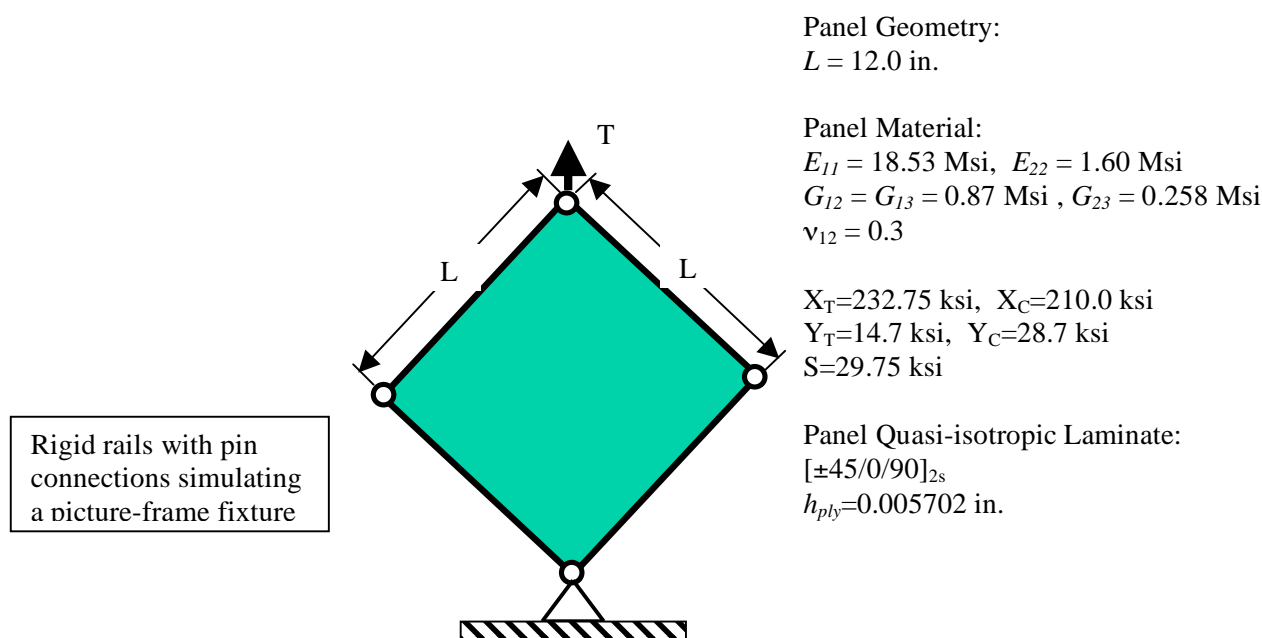 Panel Geometry:
L = 12.0 in.
T
Panel Material:
E11 = 18.53 Msi, E22 = 1.60 Msi
G12 = G13 = 0.87 Msi , G23 = 0.258 Msi
ν12 = 0.3
L
L
XT=232.75 ksi, XC=210.0 ksi
YT=14.7 ksi, YC=28.7 ksi
S=29.75 ksi
Rigid rails with pin
connections simulating
a picture-frame fixture
Panel Quasi-isotropic Laminate:
[±45/0/90]2s
hply=0.005702 in.